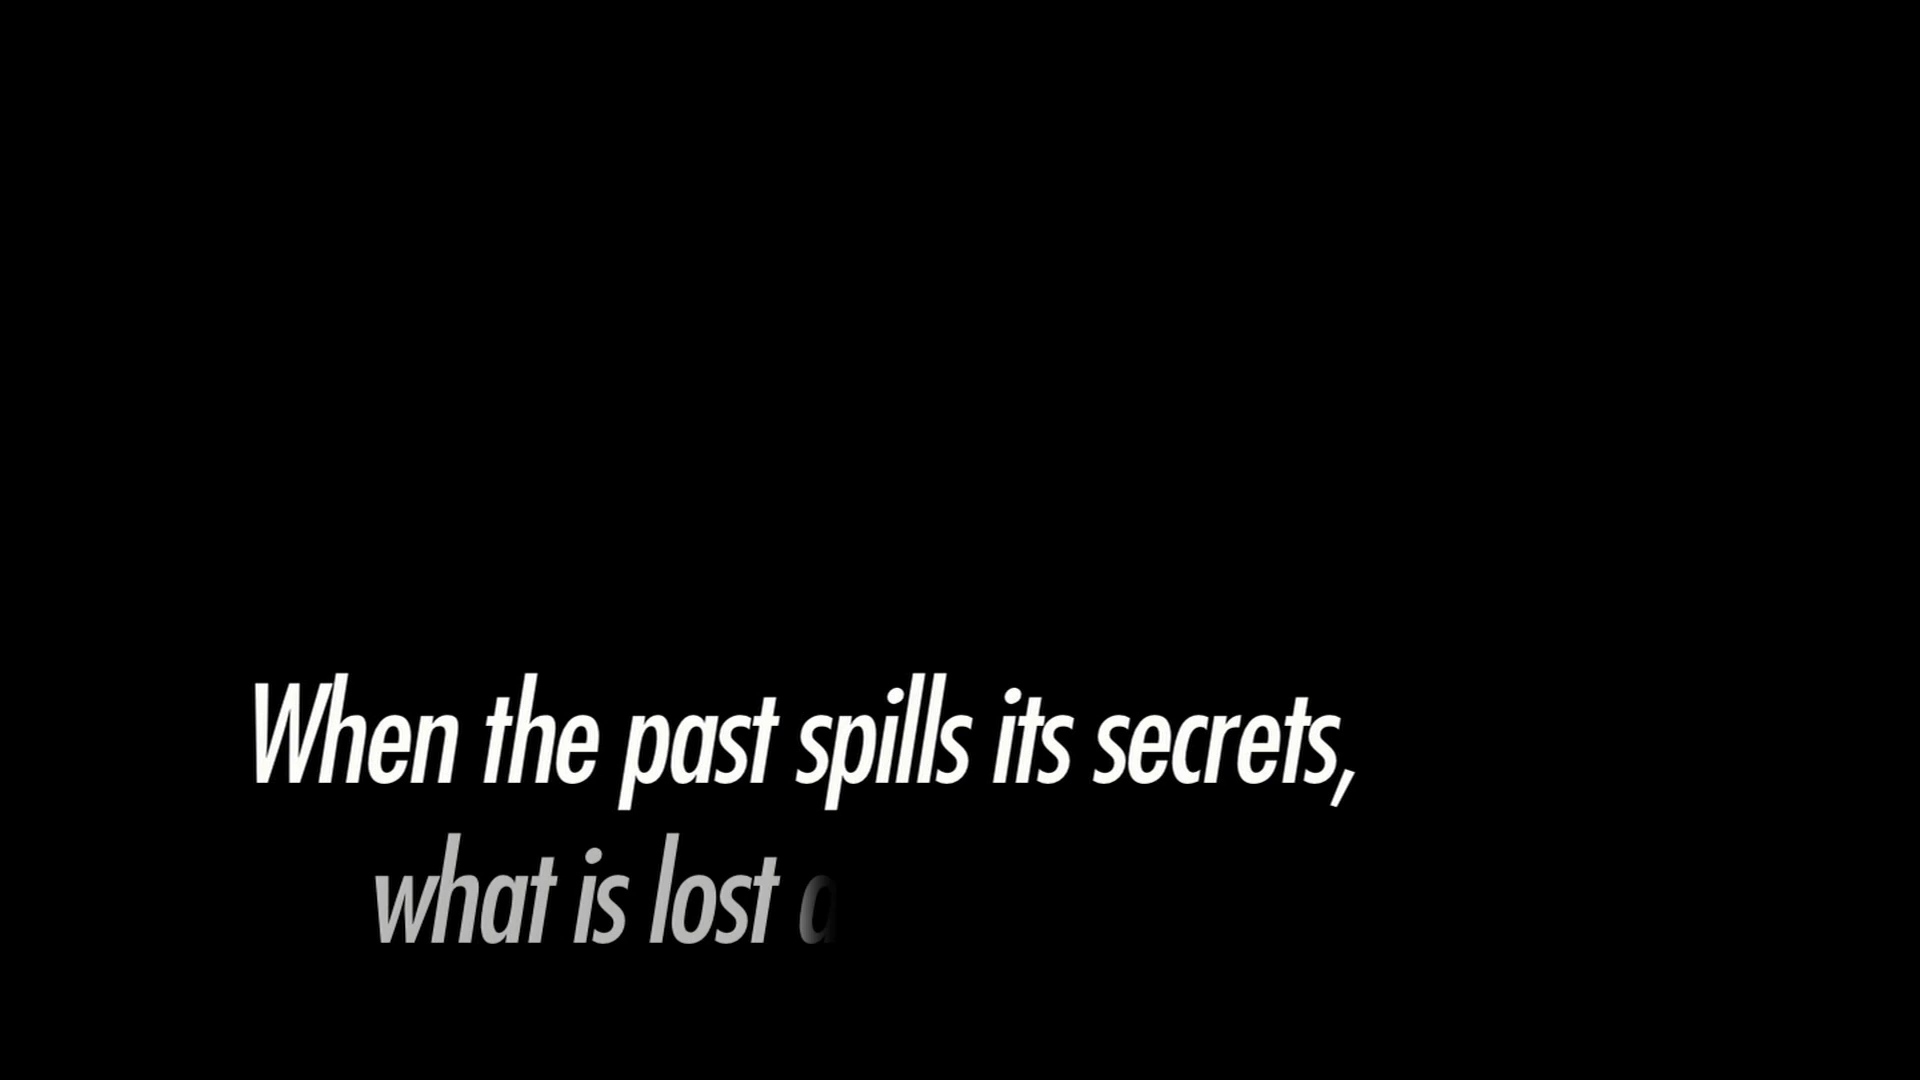 When the past spills its secrets,
what is lost